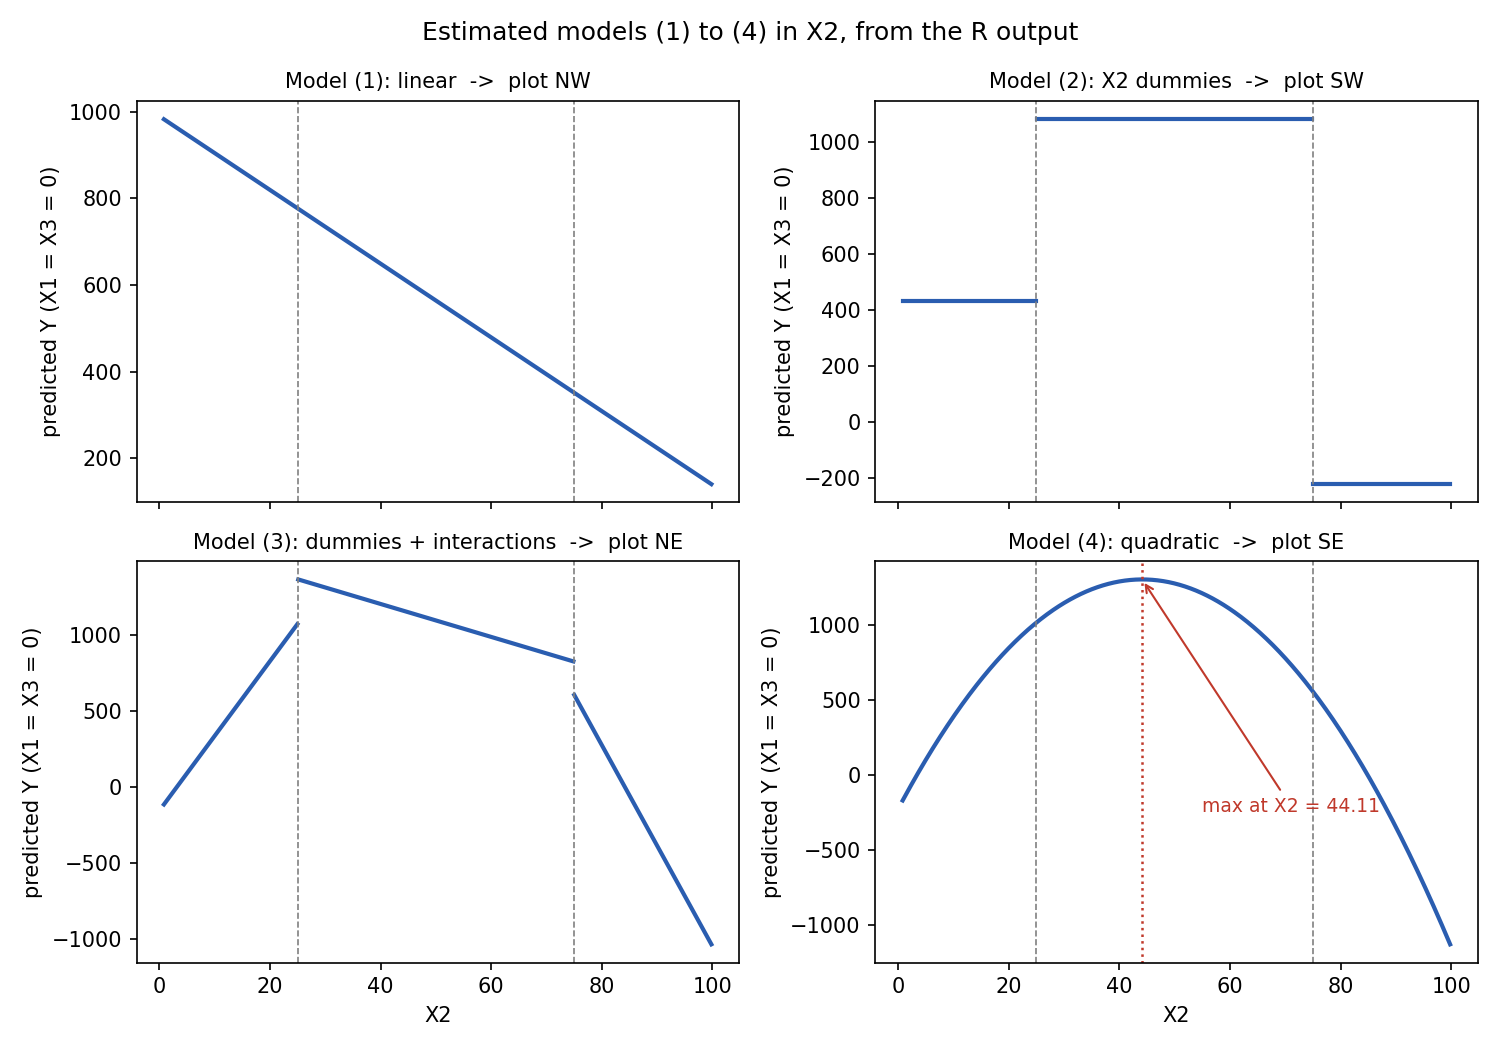 Estimated models (1) to (4) in X2, from the R output
Model (1): linear -> plot NW
predicted Y (X1 = X3 = 0)
1000
800
600
400
200
Model (2): X2 dummies -> plot SW
predicted Y (X1 = X3 = 0)
1000
800
600
400
200
0
−200
Model (3): dummies + interactions -> plot NE
predicted Y (X1 = X3 = 0)
1000
500
0
−500
−1000
0 20 40 60 80 100
X2
Model (4): quadratic -> plot SE
predicted Y (X1 = X3 = 0)
1000
500
0
−500
−1000
max at X2 = 44.11
0 20 40 60 80 100
X2